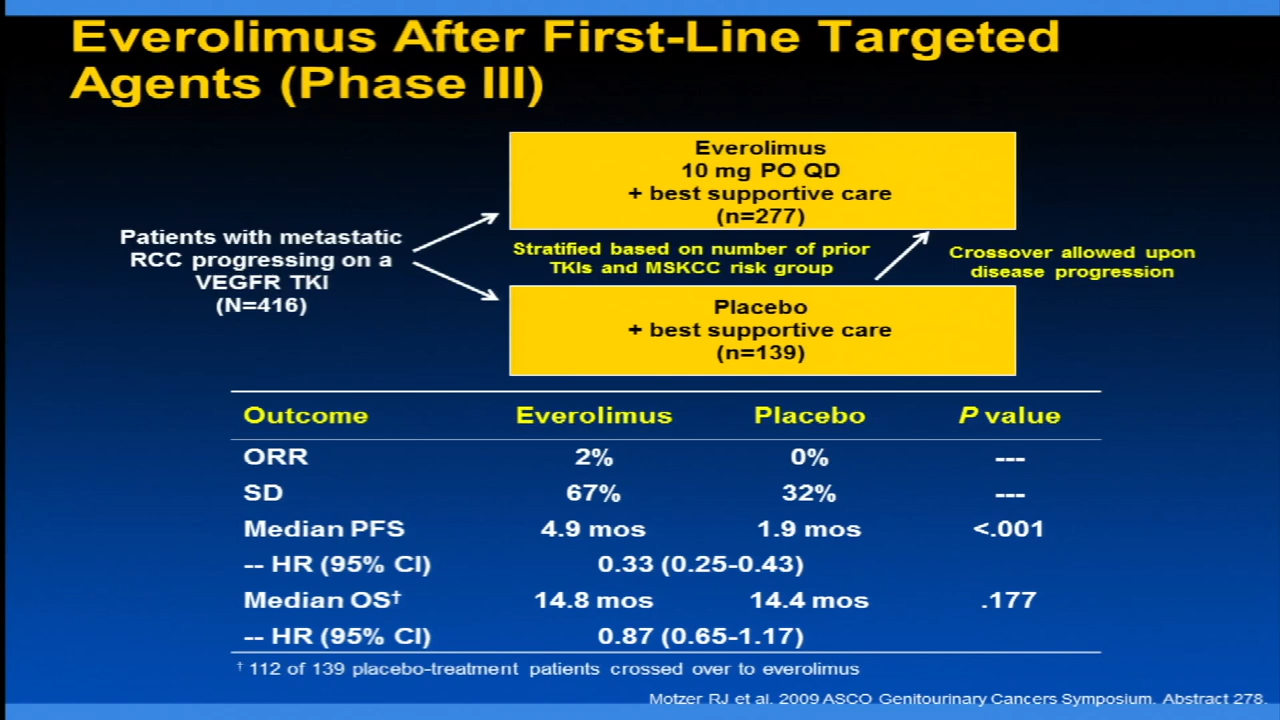 Everolimus After First-Line Targeted
Agents (Phase III)
Everolimus
10 mg PO QD
+ best supportive care
(n=277)
Patients with metastatic
RCC progressing on a
VEGFR TKI
(N=416)
Stratified based on number of prior
TKIs and MSKCC risk group
Crossover allowed upon
disease progression
Placebo
+ best supportive care
(n=139)
Outcome Everolimus Placebo P value
ORR 2% 0% ---
SD 67% 32% ---
Median PFS 4.9 mos 1.9 mos <.001
-- HR (95% CI) 0.33 (0.25-0.43)
Median OS† 14.8 mos 14.4 mos .177
-- HR (95% CI) 0.87 (0.65-1.17)
† 112 of 139 placebo-treatment patients crossed over to everolimus
Motzer RJ et al. 2009 ASCO Genitourinary Cancers Symposium. Abstract 278.